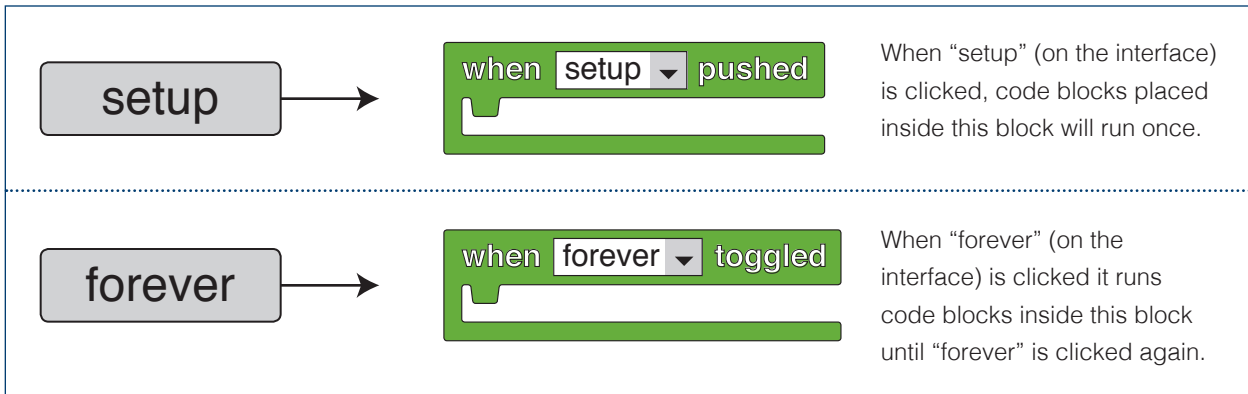 setup
when setup pushed
When “setup” (on the interface)
is clicked, code blocks placed
inside this block will run once.
forever
when forever toggled
When “forever” (on the
interface) is clicked it runs
code blocks inside this block
until “forever” is clicked again.